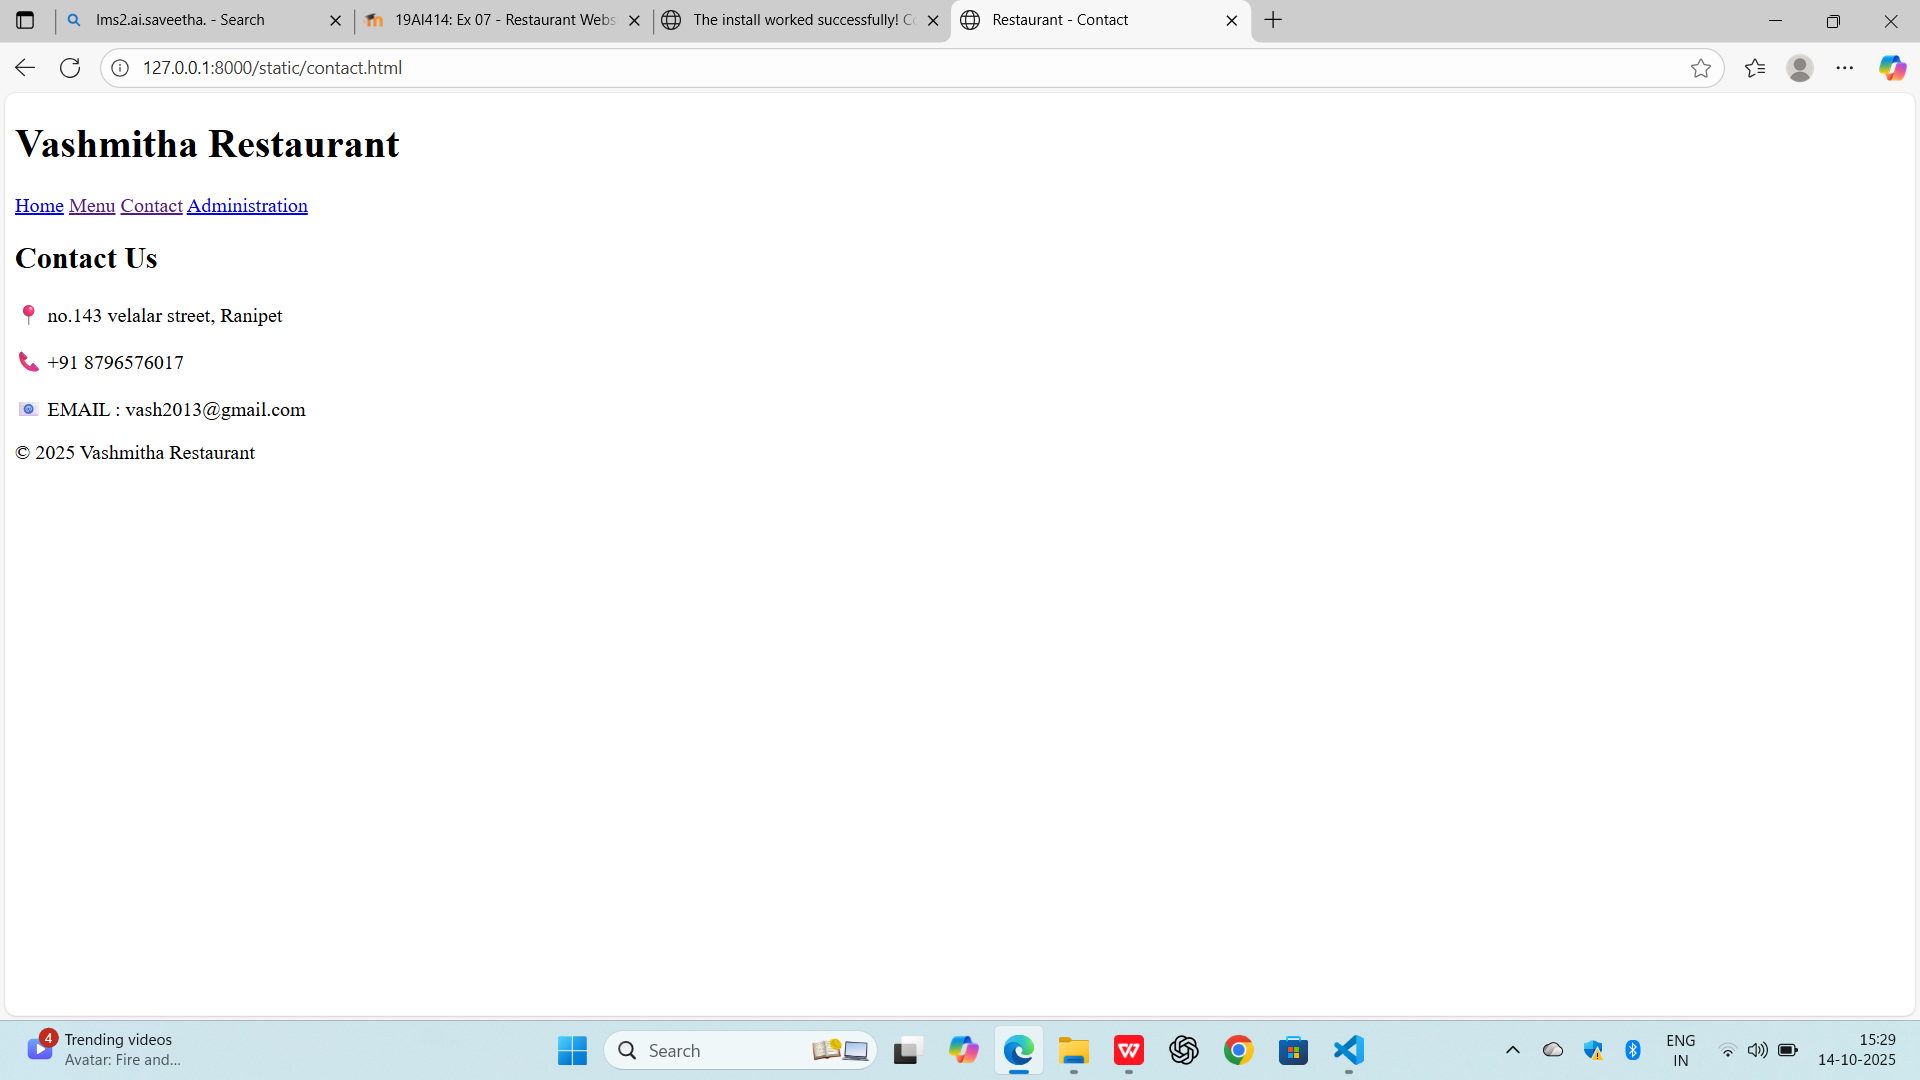 lms2.ai.saveetha. - Search
19AI414: Ex 07 - Restaurant Webs
The install worked successfully! Co
Restaurant - Contact
127.0.0.1:8000/static/contact.html
Vashmitha Restaurant
Home Menu Contact Administration
Contact Us
no.143 velalar street, Ranipet
+91 8796576017
EMAIL : vash2013@gmail.com
© 2025 Vashmitha Restaurant
4
Trending videos
Avatar: Fire and...
Search
ENG
IN
15:29
14-10-2025